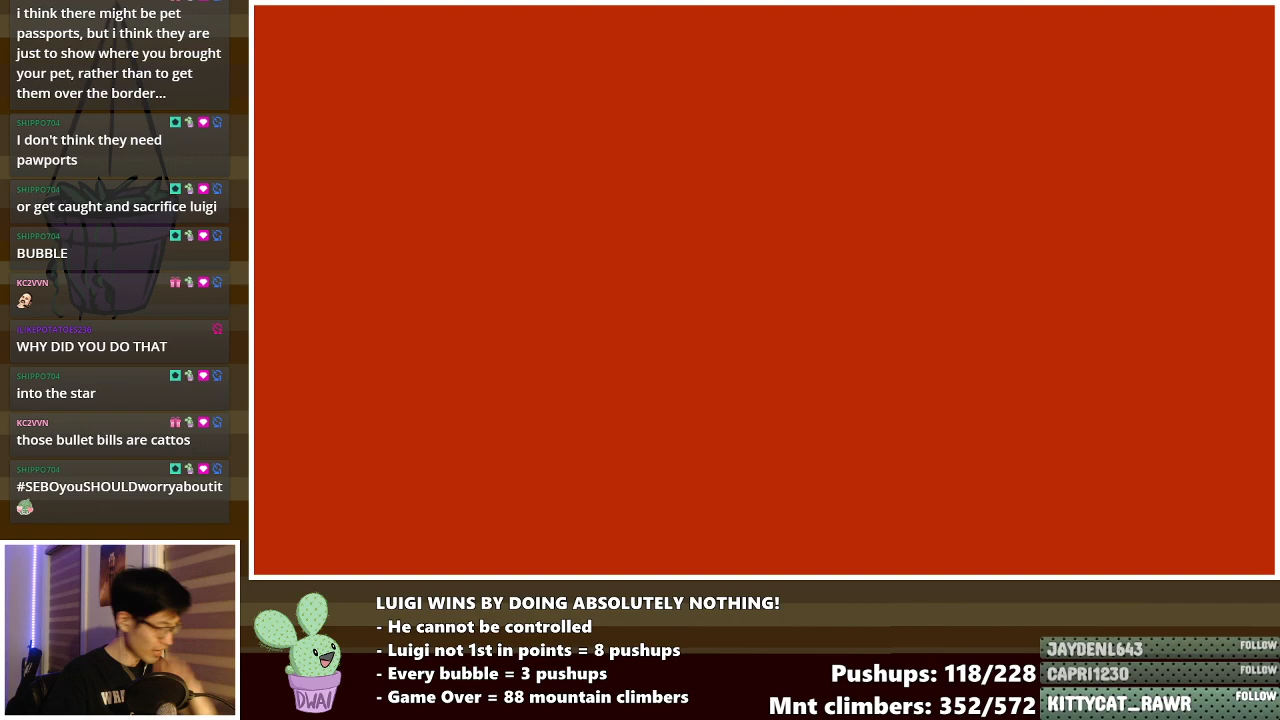 i think there might be pet
passports, but i think they are
just to show where you brought
your pet, rather than to get
them over the border...
SHIPPO704
I don't think they need
pawports
SHIPPO704
or get caught and sacrifice luigi
SHIPPO704
BUBBLE
KC2VVN
ILIKEPOTATOES236
WHY DID YOU DO THAT
SHIPPO704
into the star
KC2VVN
those bullet bills are cattos
SHIPPO704
#SEBOyouSHOULDworryaboutit
DWAI
LUIGI WINS BY DOING ABSOLUTELY NOTHING!
- He cannot be controlled
- Luigi not 1st in points = 8 pushups
- Every bubble = 3 pushups
- Game Over = 88 mountain climbers
Pushups: 118/228
Mnt climbers: 352/572
JAYDENL643 FOLLOW
CAPRI1230 FOLLOW
KITTYCAT_RAWR FOLLOW